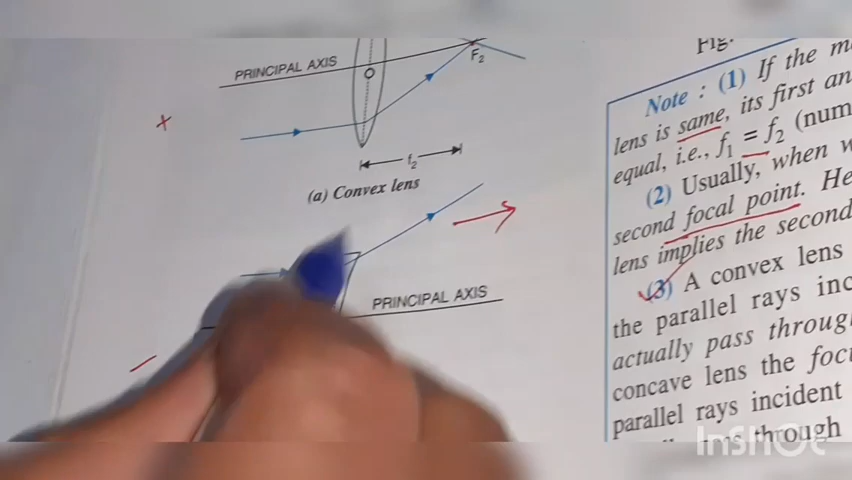 PRINCIPAL AXIS
O
F2
f2
(a) Convex lens
PRINCIPAL AXIS
Fig.
Note : (1) If the
lens is same, its first
equal, i.e., f1 = f2 (num
(2) Usually, when
second focal point. He
lens implies the second
(3) A convex lens
the parallel rays inc
actually pass through
concave lens the foc
parallel rays incident
through
InShOt